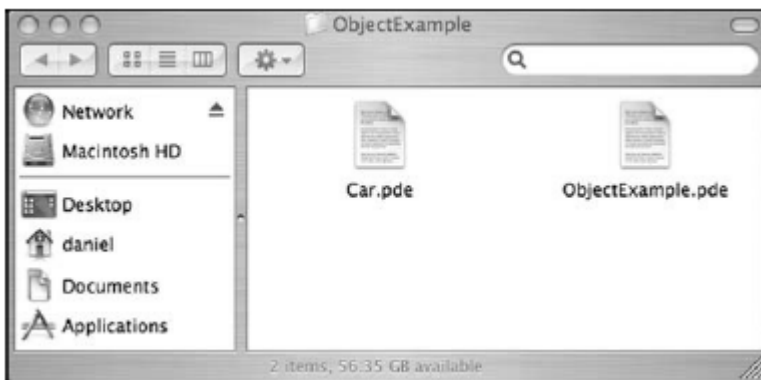 ObjectExample
Network
Macintosh HD
Desktop
daniel
Documents
Applications
Car.pde
ObjectExample.pde
2 items, 56.35 GB available